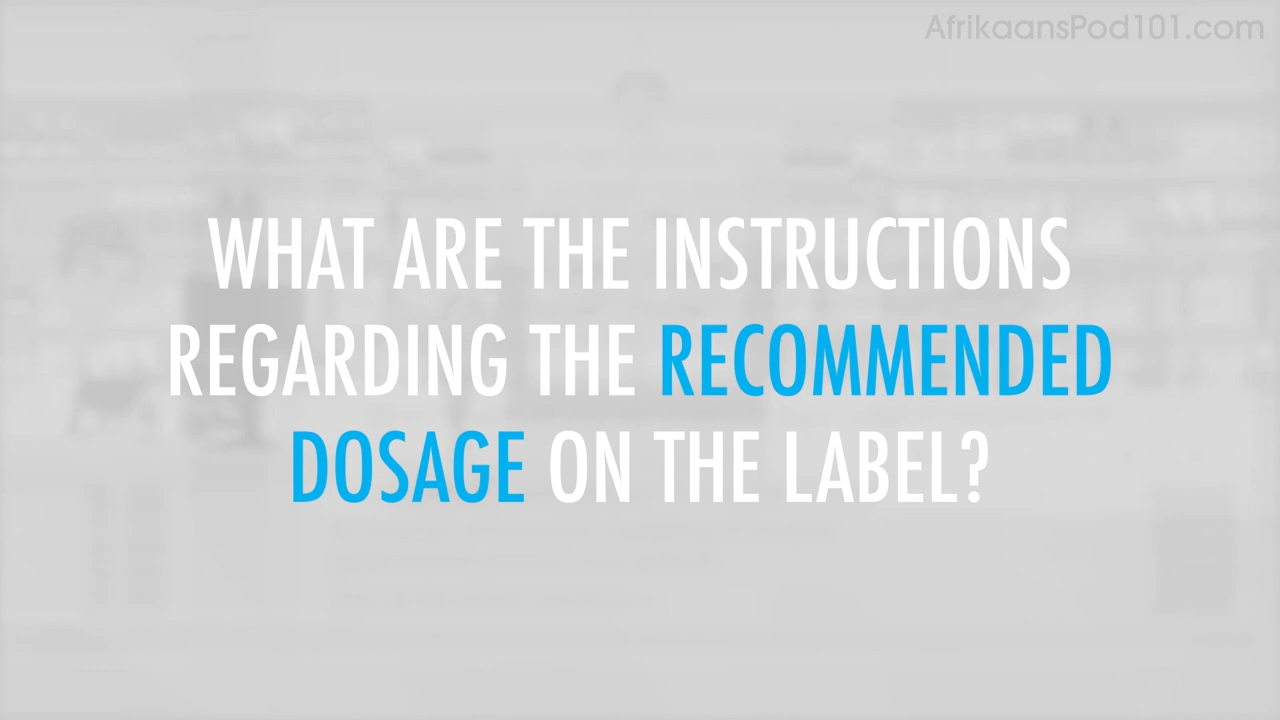 AfrikaansPod101.com
WHAT ARE THE INSTRUCTIONS
REGARDING THE RECOMMENDED
DOSAGE ON THE LABEL?